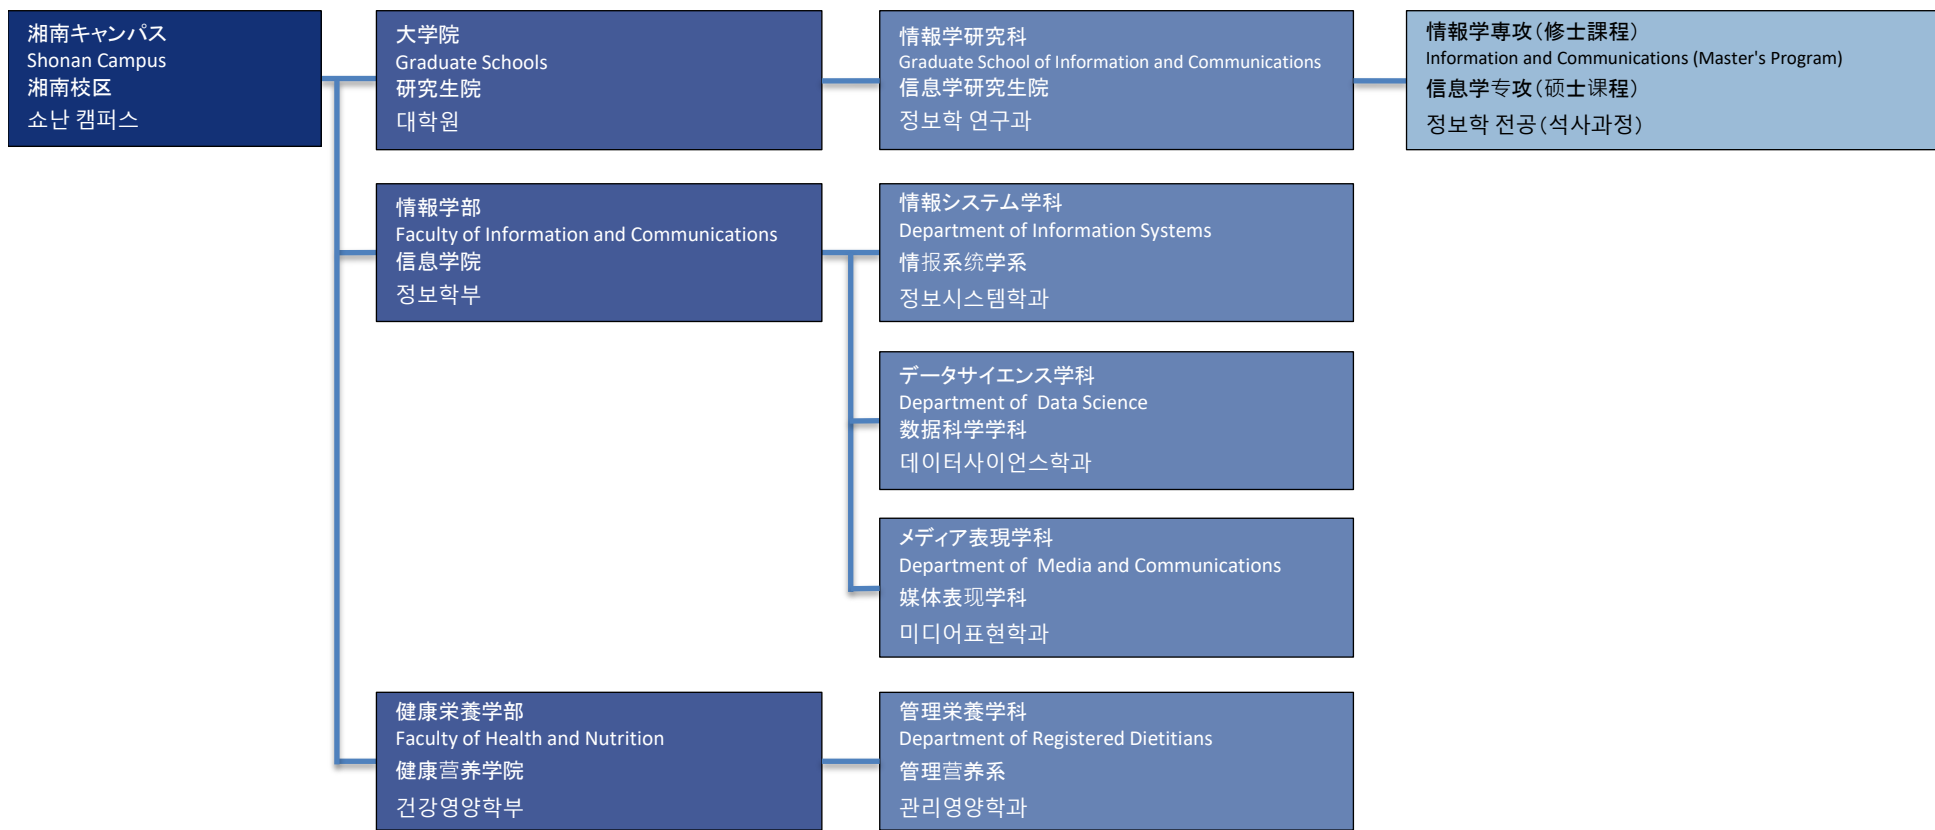 湘南キャンパス
Shonan Campus
湘南校区
쇼난 캠퍼스
大学院
Graduate Schools
研究生院
대학원
情報学研究科
Graduate School of Information and Communications
信息学研究生院
정보학 연구과
情報学専攻(修士課程)
Information and Communications (Master's Program)
信息学专攻(硕士课程)
정보학 전공(석사과정)
情報学部
Faculty of Information and Communications
信息学院
정보학부
情報システム学科
Department of Information Systems
情报系统学系
정보시스템학과
データサイエンス学科
Department of Data Science
数据科学学科
데이터사이언스학과
メディア表現学科
Department of Media and Communications
媒体表现学科
미디어표현학과
健康栄養学部
Faculty of Health and Nutrition
健康营养学院
건강영양학부
管理栄養学科
Department of Registered Dietitians
管理营养系
관리영양학과